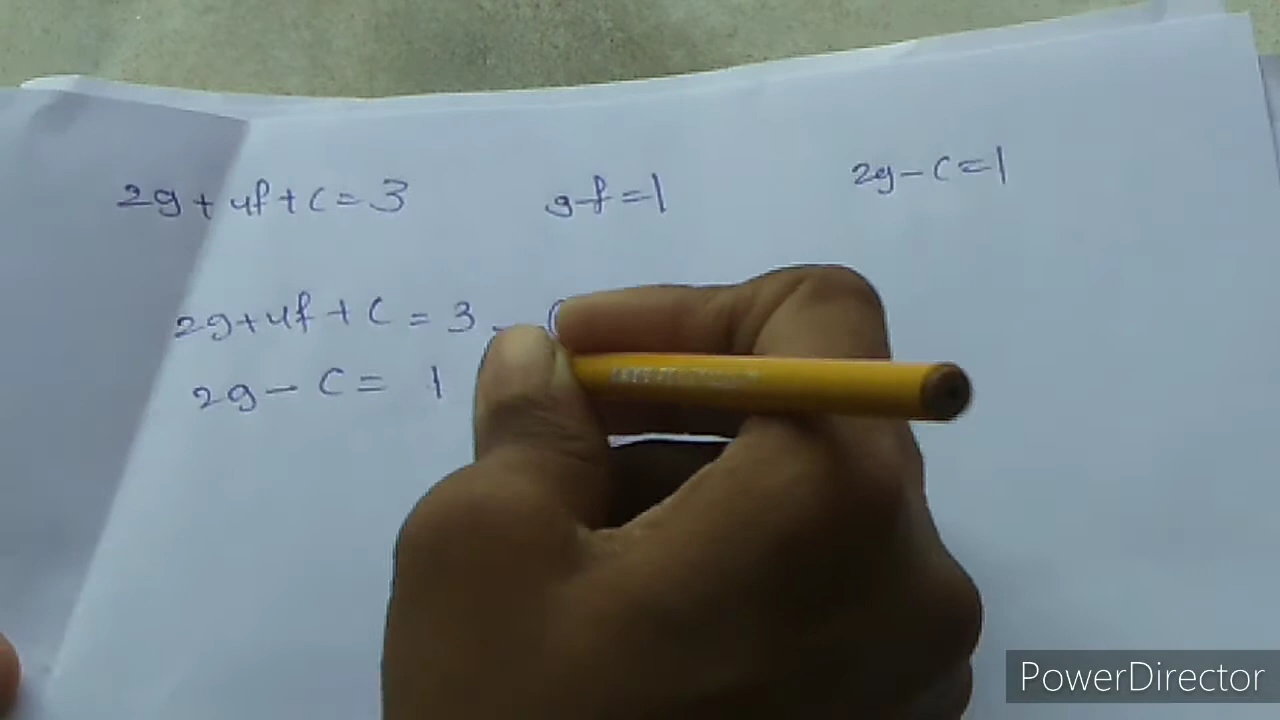 2g + 4f + C = 3 g-f = 1 2g - C = 1
2g + 4f + C = 3 - (
2g - C = 1
PowerDirector